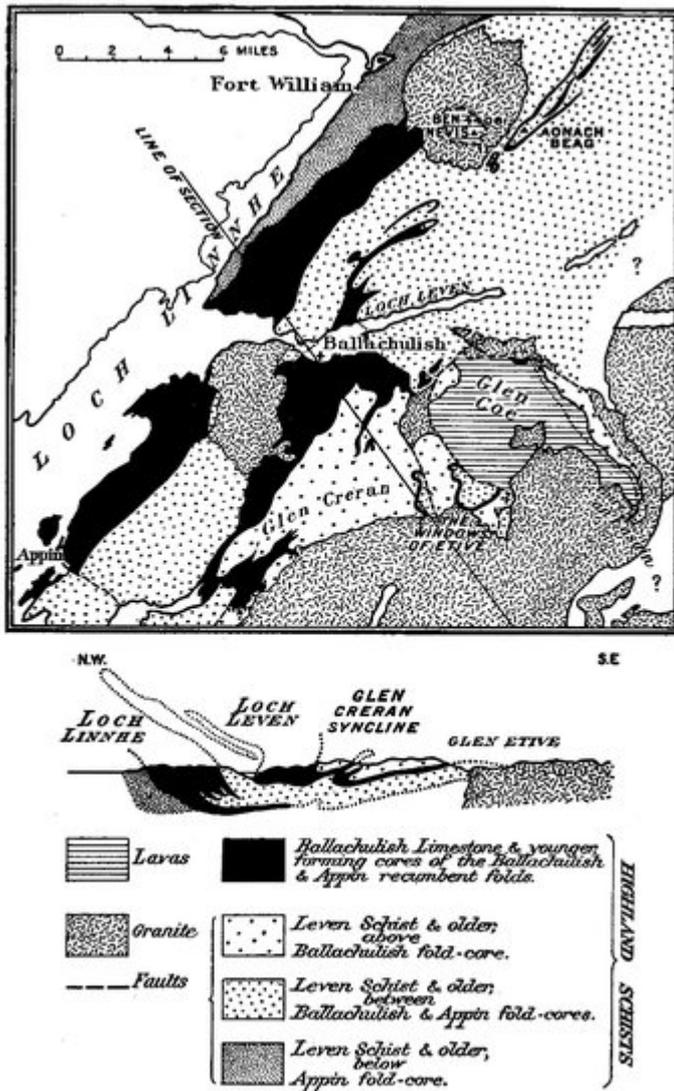 0 2 4 6 MILES
Fort William
BEN
NEVIS
AONACH
BEAG
LINE OF SECTION
LOCH LINNHE
?
LOCH LEVEN
Ballachulish
Glen
Coe
Glen Creran
THE
WINDOWS
OF ETIVE
Appin
?
N.W.
S.E
LOCH
LINNHE
LOCH
LEVEN
GLEN
CRERAN
SYNCLINE
GLEN ETIVE
Lavas
Ballachulish Limestone & younger,
forming cores of the Ballachulish
& Appin recumbent folds.
Granite
Leven Schist & older,
above
Ballachulish fold-core.
Faults
Leven Schist & older,
between
Ballachulish & Appin fold-cores.
Leven Schist & older,
below
Appin fold-core.
HIGHLAND SCHISTS